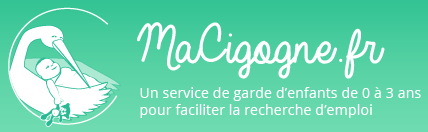 MaCigogne.fr
Un service de garde d'enfants de 0 à 3 ans
pour faciliter la recherche d'emploi